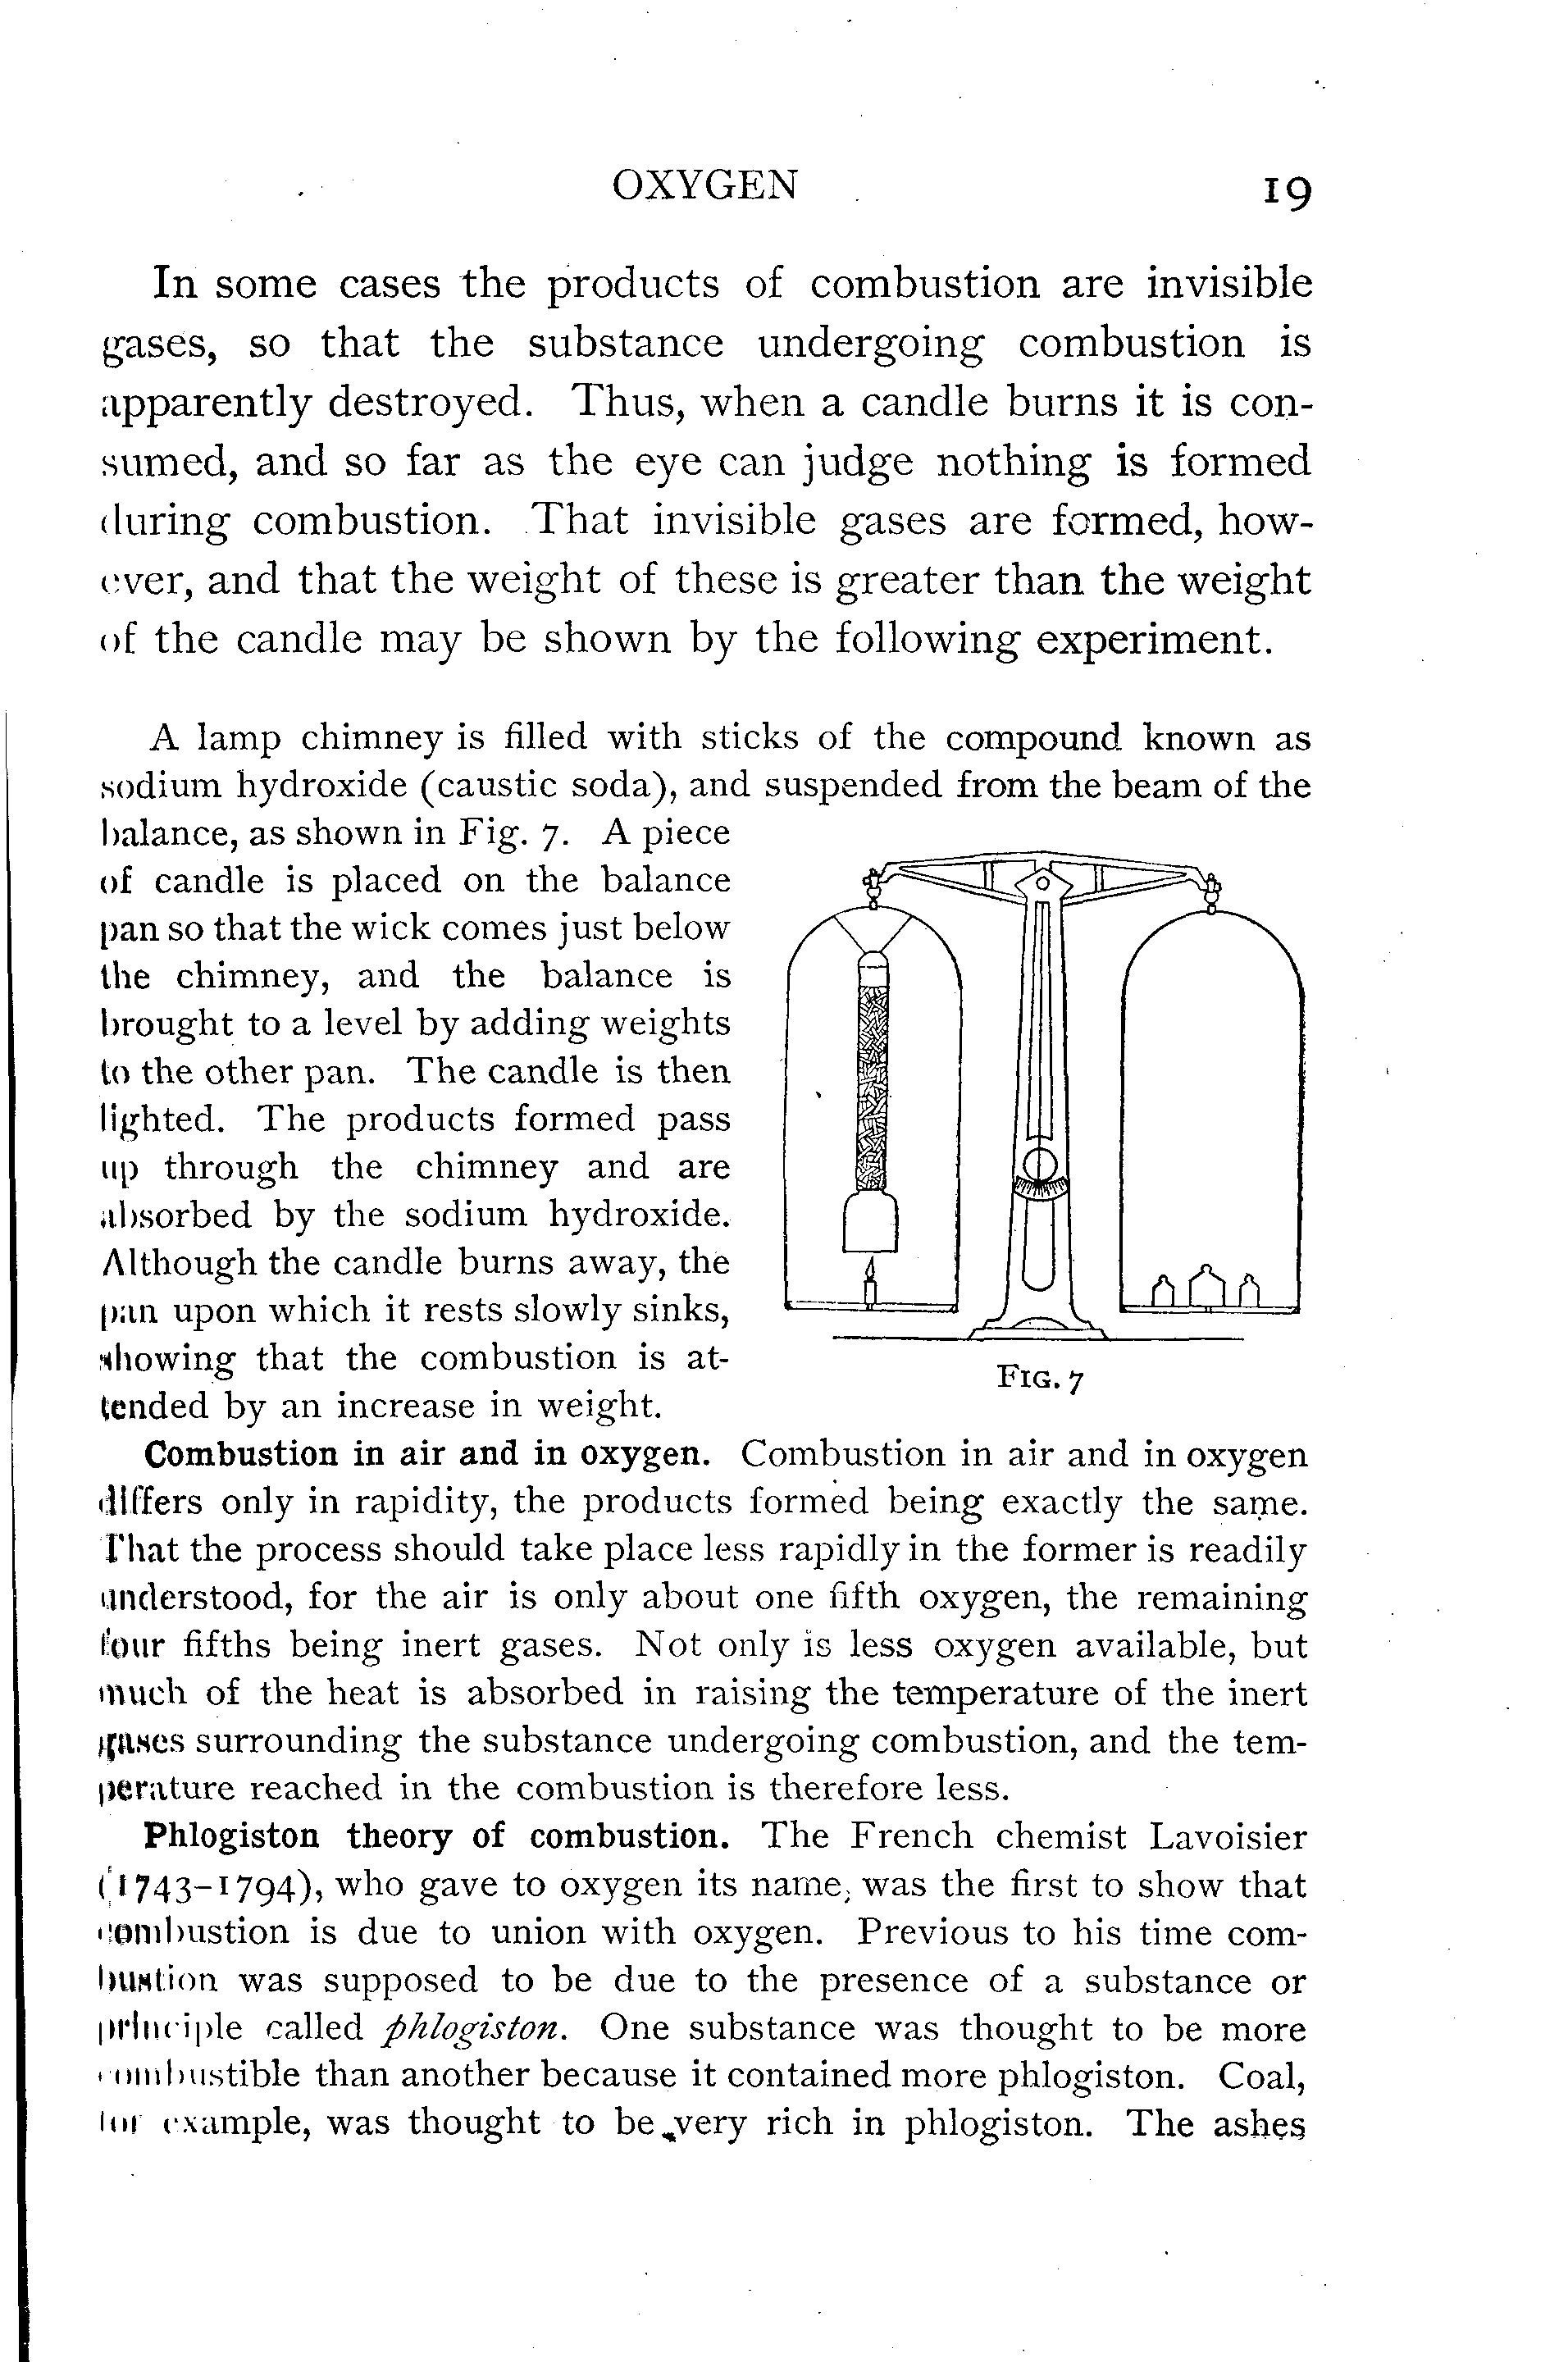 OXYGEN 19
In some cases the products of combustion are invisible
gases, so that the substance undergoing combustion is
apparently destroyed. Thus, when a candle burns it is con-
sumed, and so far as the eye can judge nothing is formed
during combustion. That invisible gases are formed, how-
ever, and that the weight of these is greater than the weight
of the candle may be shown by the following experiment.
A lamp chimney is filled with sticks of the compound known as
sodium hydroxide (caustic soda), and suspended from the beam of the
balance, as shown in Fig. 7. A piece
of candle is placed on the balance
pan so that the wick comes just below
the chimney, and the balance is
brought to a level by adding weights
to the other pan. The candle is then
lighted. The products formed pass
up through the chimney and are
absorbed by the sodium hydroxide.
Although the candle burns away, the
pan upon which it rests slowly sinks,
showing that the combustion is at-
tended by an increase in weight.
FIG. 7
Combustion in air and in oxygen. Combustion in air and in oxygen
differs only in rapidity, the products formed being exactly the same.
That the process should take place less rapidly in the former is readily
understood, for the air is only about one fifth oxygen, the remaining
four fifths being inert gases. Not only is less oxygen available, but
much of the heat is absorbed in raising the temperature of the inert
gases surrounding the substance undergoing combustion, and the tem-
perature reached in the combustion is therefore less.
Phlogiston theory of combustion. The French chemist Lavoisier
(1743–1794), who gave to oxygen its name, was the first to show that
combustion is due to union with oxygen. Previous to his time com-
bustion was supposed to be due to the presence of a substance or
principle called phlogiston. One substance was thought to be more
combustible than another because it contained more phlogiston. Coal,
for example, was thought to be very rich in phlogiston. The ashes